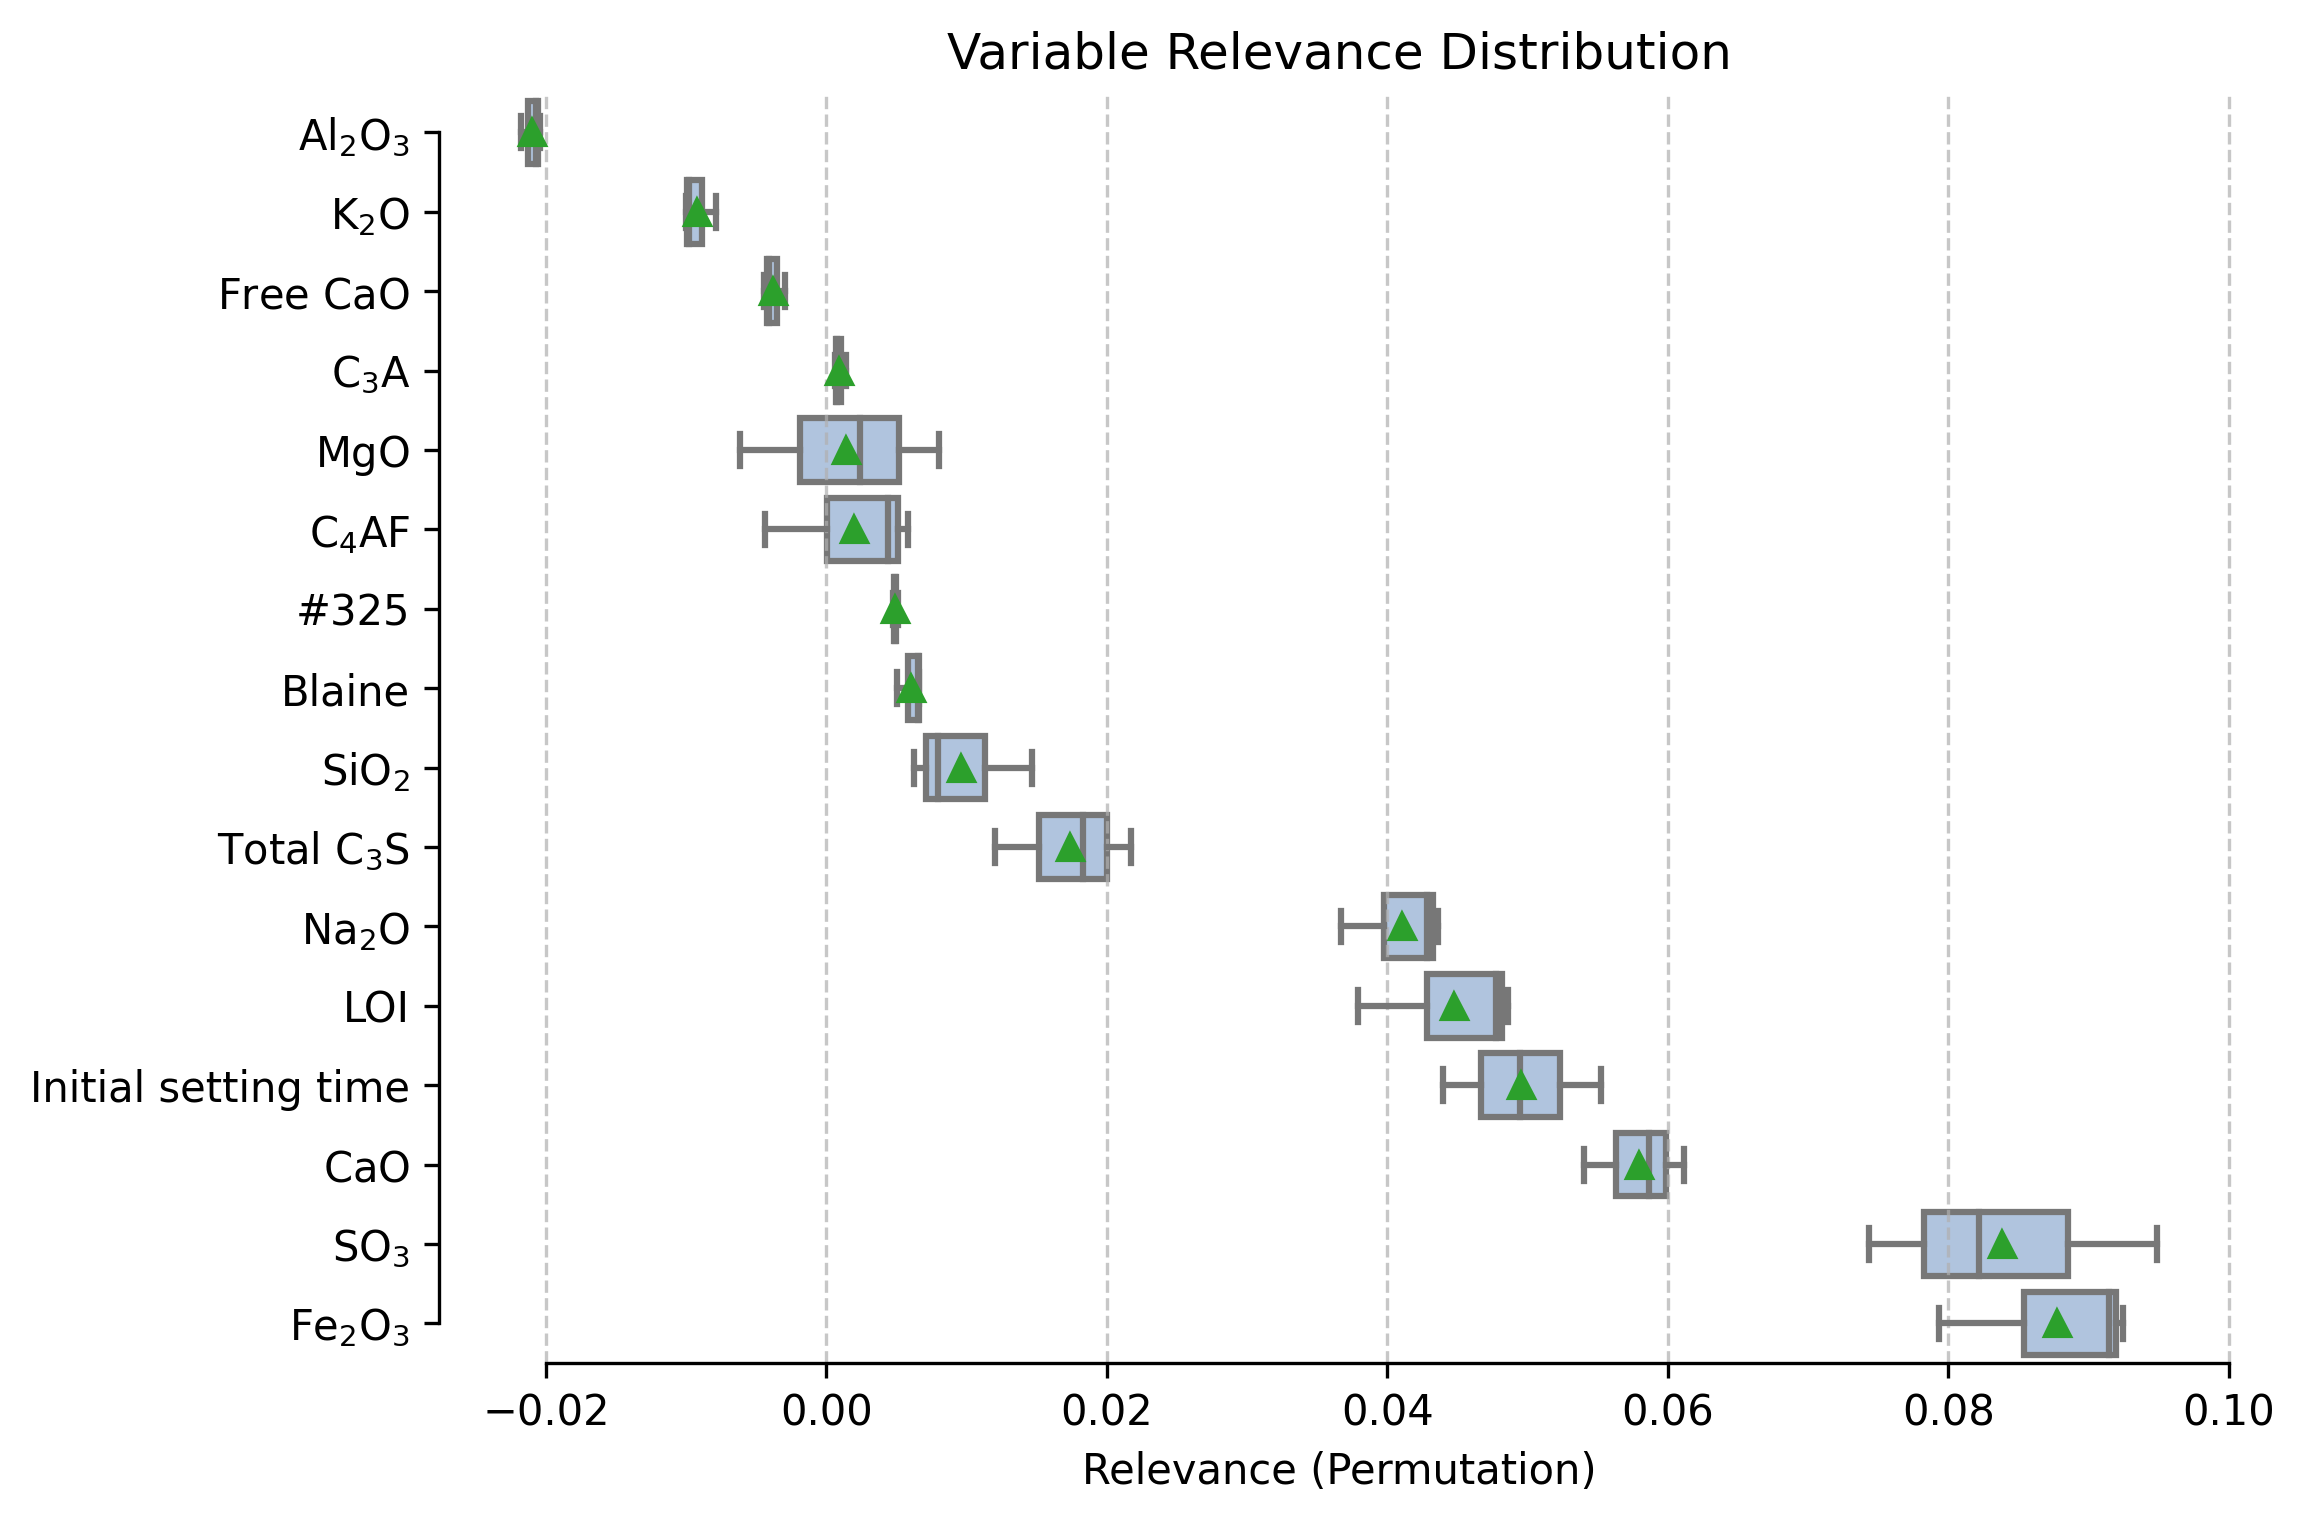 Variable Relevance Distribution
Al₂O₃
K₂O
Free CaO
C₃A
MgO
C₄AF
#325
Blaine
SiO₂
Total C₃S
Na₂O
LOI
Initial setting time
CaO
SO₃
Fe₂O₃
−0.02 0.00 0.02 0.04 0.06 0.08 0.10
Relevance (Permutation)